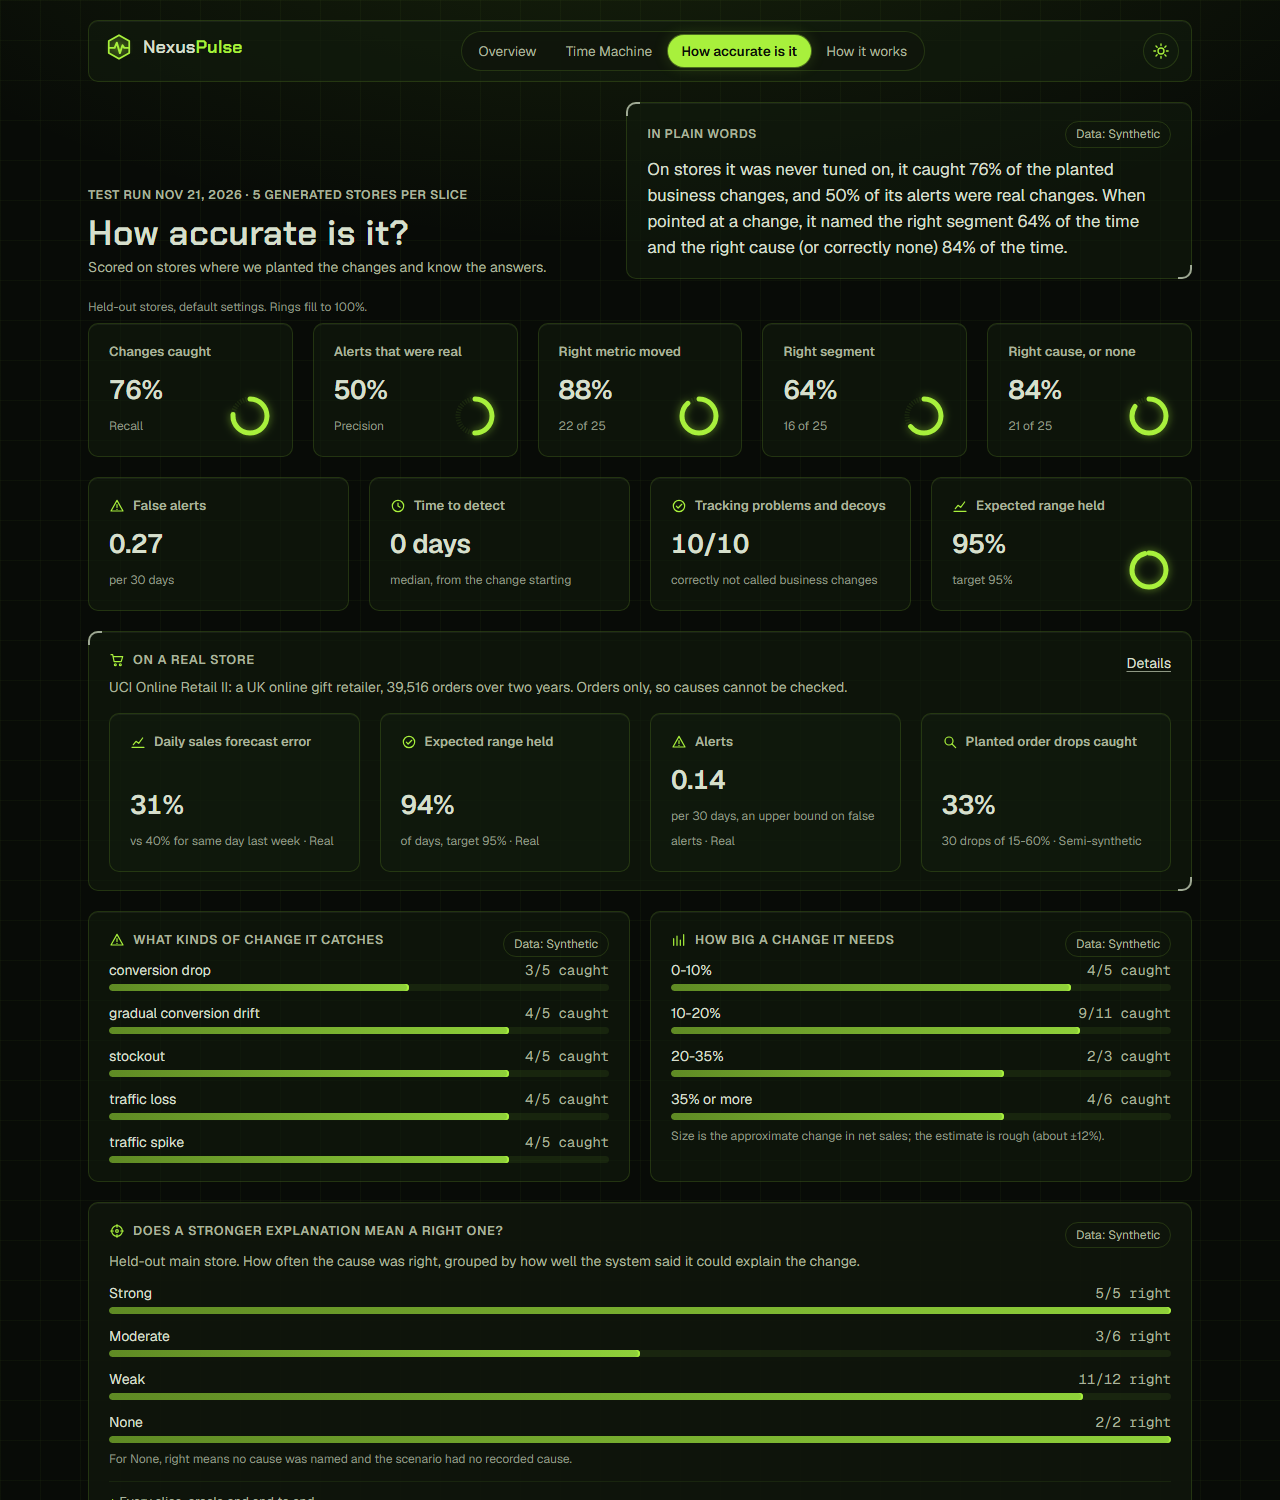 NexusPulse
Overview
Time Machine
How accurate is it
How it works
TEST RUN NOV 21, 2026 · 5 GENERATED STORES PER SLICE
How accurate is it?
Scored on stores where we planted the changes and know the answers.
IN PLAIN WORDS
Data: Synthetic
On stores it was never tuned on, it caught 76% of the planted
business changes, and 50% of its alerts were real changes. When
pointed at a change, it named the right segment 64% of the time
and the right cause (or correctly none) 84% of the time.
Held-out stores, default settings. Rings fill to 100%.
Changes caught
76%
Recall
Alerts that were real
50%
Precision
Right metric moved
88%
22 of 25
Right segment
64%
16 of 25
Right cause, or none
84%
21 of 25
False alerts
0.27
per 30 days
Time to detect
0 days
median, from the change starting
Tracking problems and decoys
10/10
correctly not called business changes
Expected range held
95%
target 95%
ON A REAL STORE
Details
UCI Online Retail II: a UK online gift retailer, 39,516 orders over two years. Orders only, so causes cannot be checked.
Daily sales forecast error
31%
vs 40% for same day last week · Real
Expected range held
94%
of days, target 95% · Real
Alerts
0.14
per 30 days, an upper bound on false
alerts · Real
Planted order drops caught
33%
30 drops of 15-60% · Semi-synthetic
WHAT KINDS OF CHANGE IT CATCHES
Data: Synthetic
conversion drop
3/5 caught
gradual conversion drift
4/5 caught
stockout
4/5 caught
traffic loss
4/5 caught
traffic spike
4/5 caught
HOW BIG A CHANGE IT NEEDS
Data: Synthetic
0-10%
4/5 caught
10-20%
9/11 caught
20-35%
2/3 caught
35% or more
4/6 caught
Size is the approximate change in net sales; the estimate is rough (about ±12%).
DOES A STRONGER EXPLANATION MEAN A RIGHT ONE?
Data: Synthetic
Held-out main store. How often the cause was right, grouped by how well the system said it could explain the change.
Strong
5/5 right
Moderate
3/6 right
Weak
11/12 right
None
2/2 right
For None, right means no cause was named and the scenario had no recorded cause.